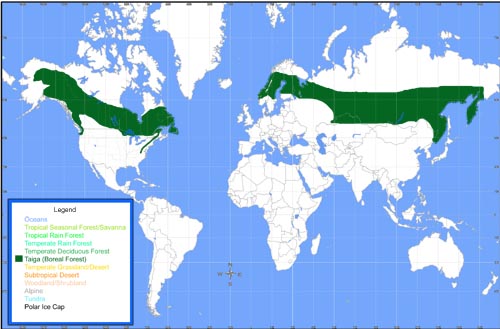 Legend
Oceans
Tropical Seasonal Forest/Savanna
Tropical Rain Forest
Temperate Rain Forest
Temperate Deciduous Forest
Taiga (Boreal Forest)
Temperate Grassland/Desert
Subtropical Desert
Woodland/Shrubland
Alpine
Tundra
Polar Ice Cap
W
E